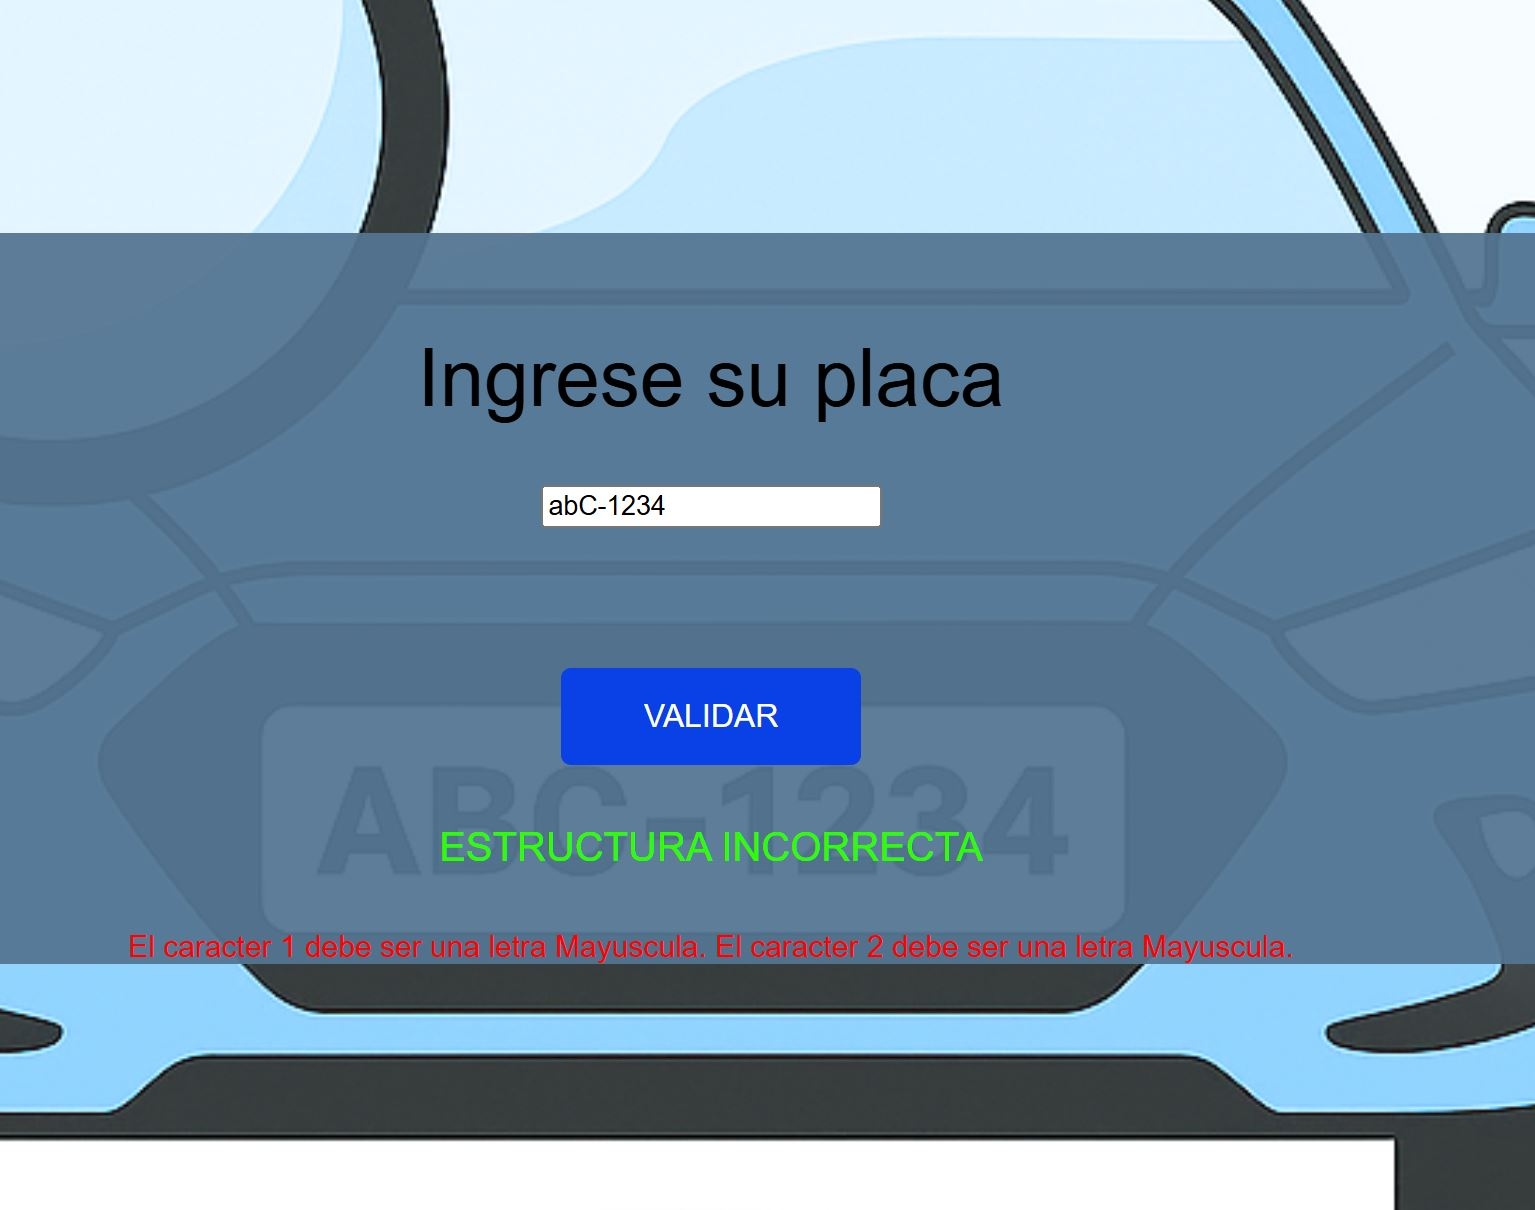 Ingrese su placa
abC-1234
VALIDAR
ABC-1234
ESTRUCTURA INCORRECTA
El caracter 1 debe ser una letra Mayuscula. El caracter 2 debe ser una letra Mayuscula.